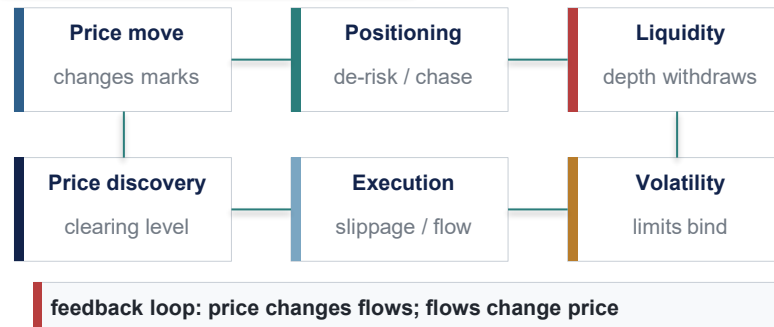 Price move
changes marks
Positioning
de-risk / chase
Liquidity
depth withdraws
Price discovery
clearing level
Execution
slippage / flow
Volatility
limits bind
feedback loop: price changes flows; flows change price